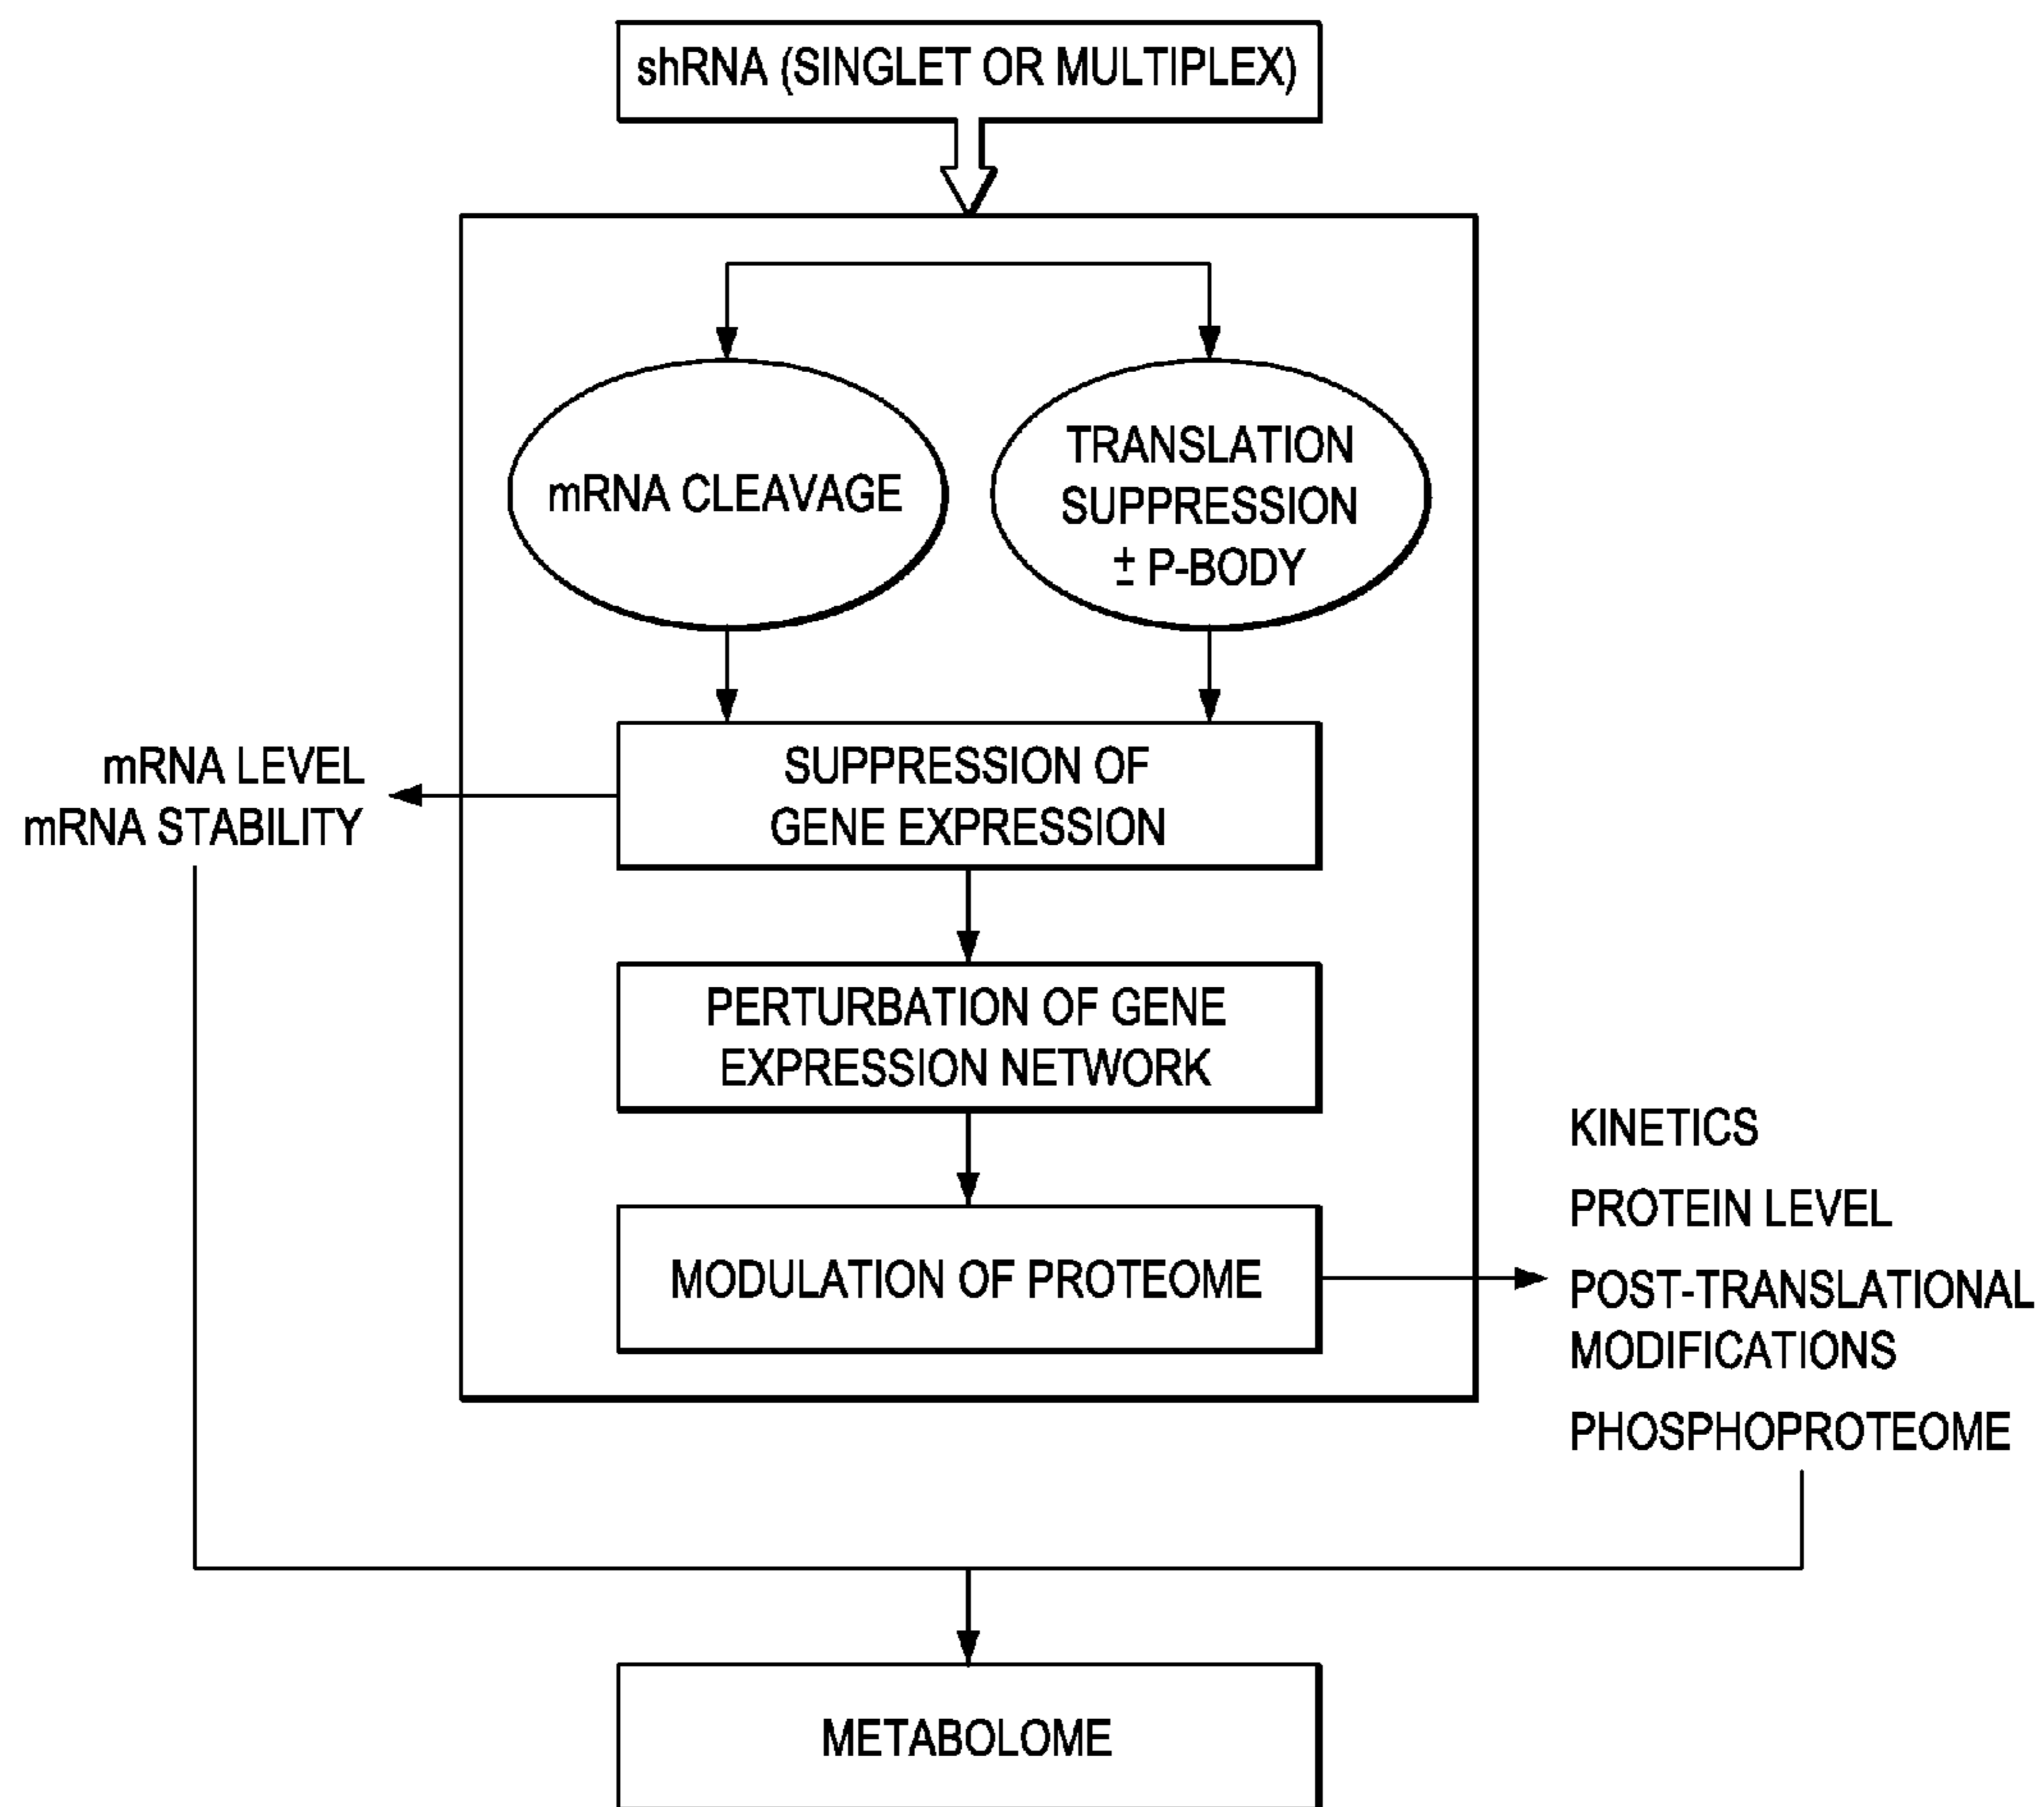 shRNA (SINGLET OR MULTIPLEX)
mRNA CLEAVAGE
TRANSLATION
SUPPRESSION
± P-BODY
SUPPRESSION OF
GENE EXPRESSION
mRNA LEVEL
mRNA STABILITY
PERTURBATION OF GENE
EXPRESSION NETWORK
MODULATION OF PROTEOME
KINETICS
PROTEIN LEVEL
POST-TRANSLATIONAL
MODIFICATIONS
PHOSPHOPROTEOME
METABOLOME